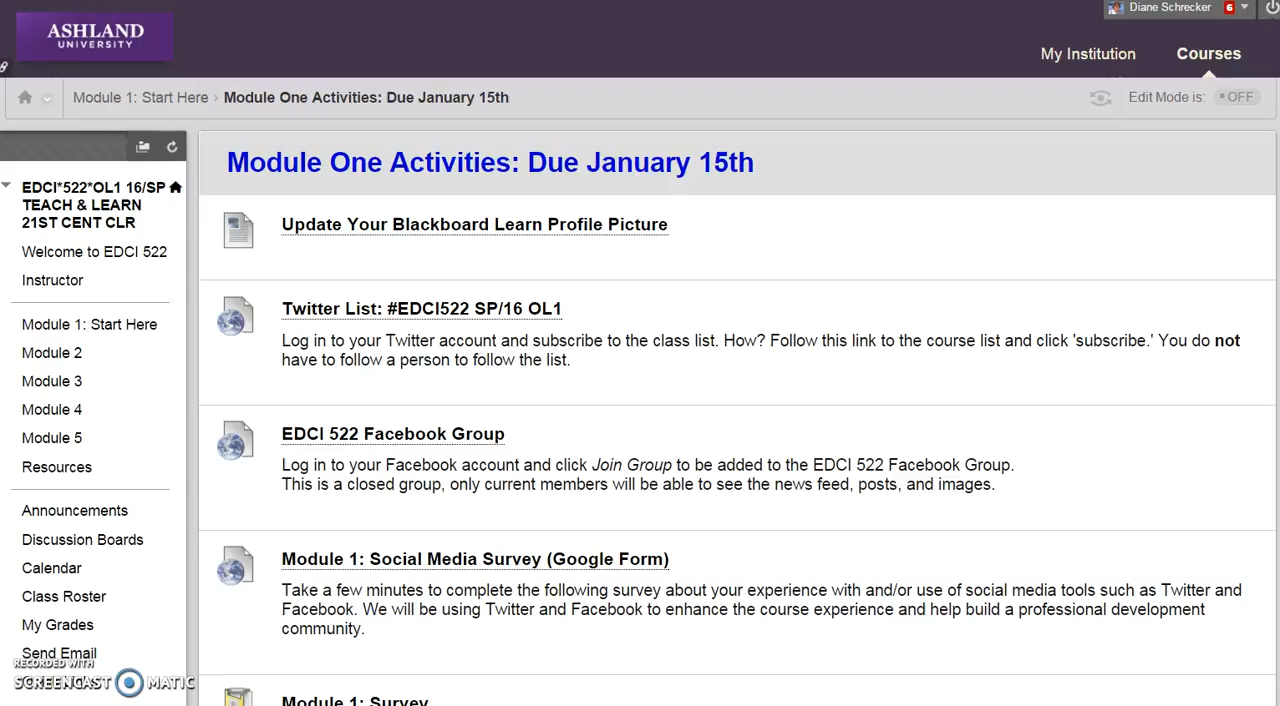 ASHLAND
UNIVERSITY
Diane Schrecker 6
My Institution Courses
Module 1: Start Here › Module One Activities: Due January 15th
Edit Mode is: • OFF
EDCI*522*OL1 16/SP
TEACH & LEARN
21ST CENT CLR
Welcome to EDCI 522
Instructor
Module 1: Start Here
Module 2
Module 3
Module 4
Module 5
Resources
Announcements
Discussion Boards
Calendar
Class Roster
My Grades
Send Email
RECORDED WITH
SCREENCAST MATIC
Module One Activities: Due January 15th
Update Your Blackboard Learn Profile Picture
Twitter List: #EDCI522 SP/16 OL1
Log in to your Twitter account and subscribe to the class list. How? Follow this link to the course list and click 'subscribe.' You do not
have to follow a person to follow the list.
EDCI 522 Facebook Group
Log in to your Facebook account and click Join Group to be added to the EDCI 522 Facebook Group.
This is a closed group, only current members will be able to see the news feed, posts, and images.
Module 1: Social Media Survey (Google Form)
Take a few minutes to complete the following survey about your experience with and/or use of social media tools such as Twitter and
Facebook. We will be using Twitter and Facebook to enhance the course experience and help build a professional development
community.
Module 1: Survey